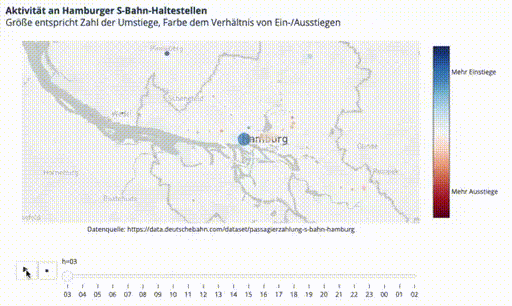 Aktivität an Hamburger S-Bahn-Haltestellen
Größe entspricht Zahl der Umstiege, Farbe dem Verhältnis von Ein-/Ausstiegen
Mehr Einstiege
Hamburg
Mehr Ausstiege
Datenquelle: https://data.deutschebahn.com/dataset/passagierzahlung-s-bahn-hamburg
h=03
03 04 05 06 07 08 09 10 11 12 13 14 15 16 17 18 19 20 21 22 23 00 01 02